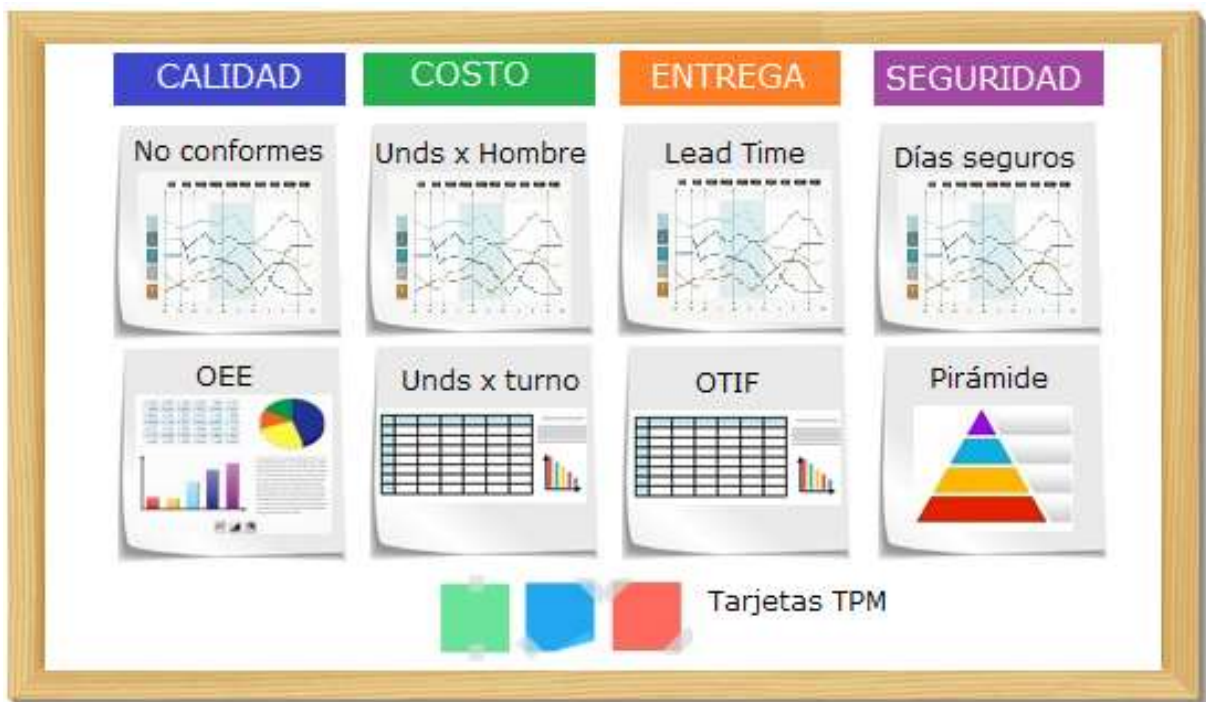 CALIDAD
COSTO
ENTREGA
SEGURIDAD
No conformes
Unds x Hombre
Lead Time
Días seguros
OEE
Unds x turno
OTIF
Pirámide
Tarjetas TPM